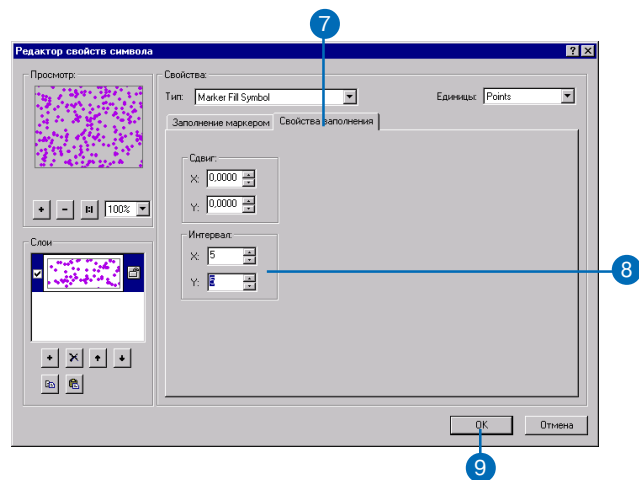 7
Редактор свойств символа
Просмотр:
100%
Слои
Свойства:
Тип: Marker Fill Symbol
Единицы: Points
Заполнение маркером
Свойства заполнения
Сдвиг:
X: 0,0000
Y: 0,0000
Интервал:
X: 5
Y: 5
8
OK
Отмена
9